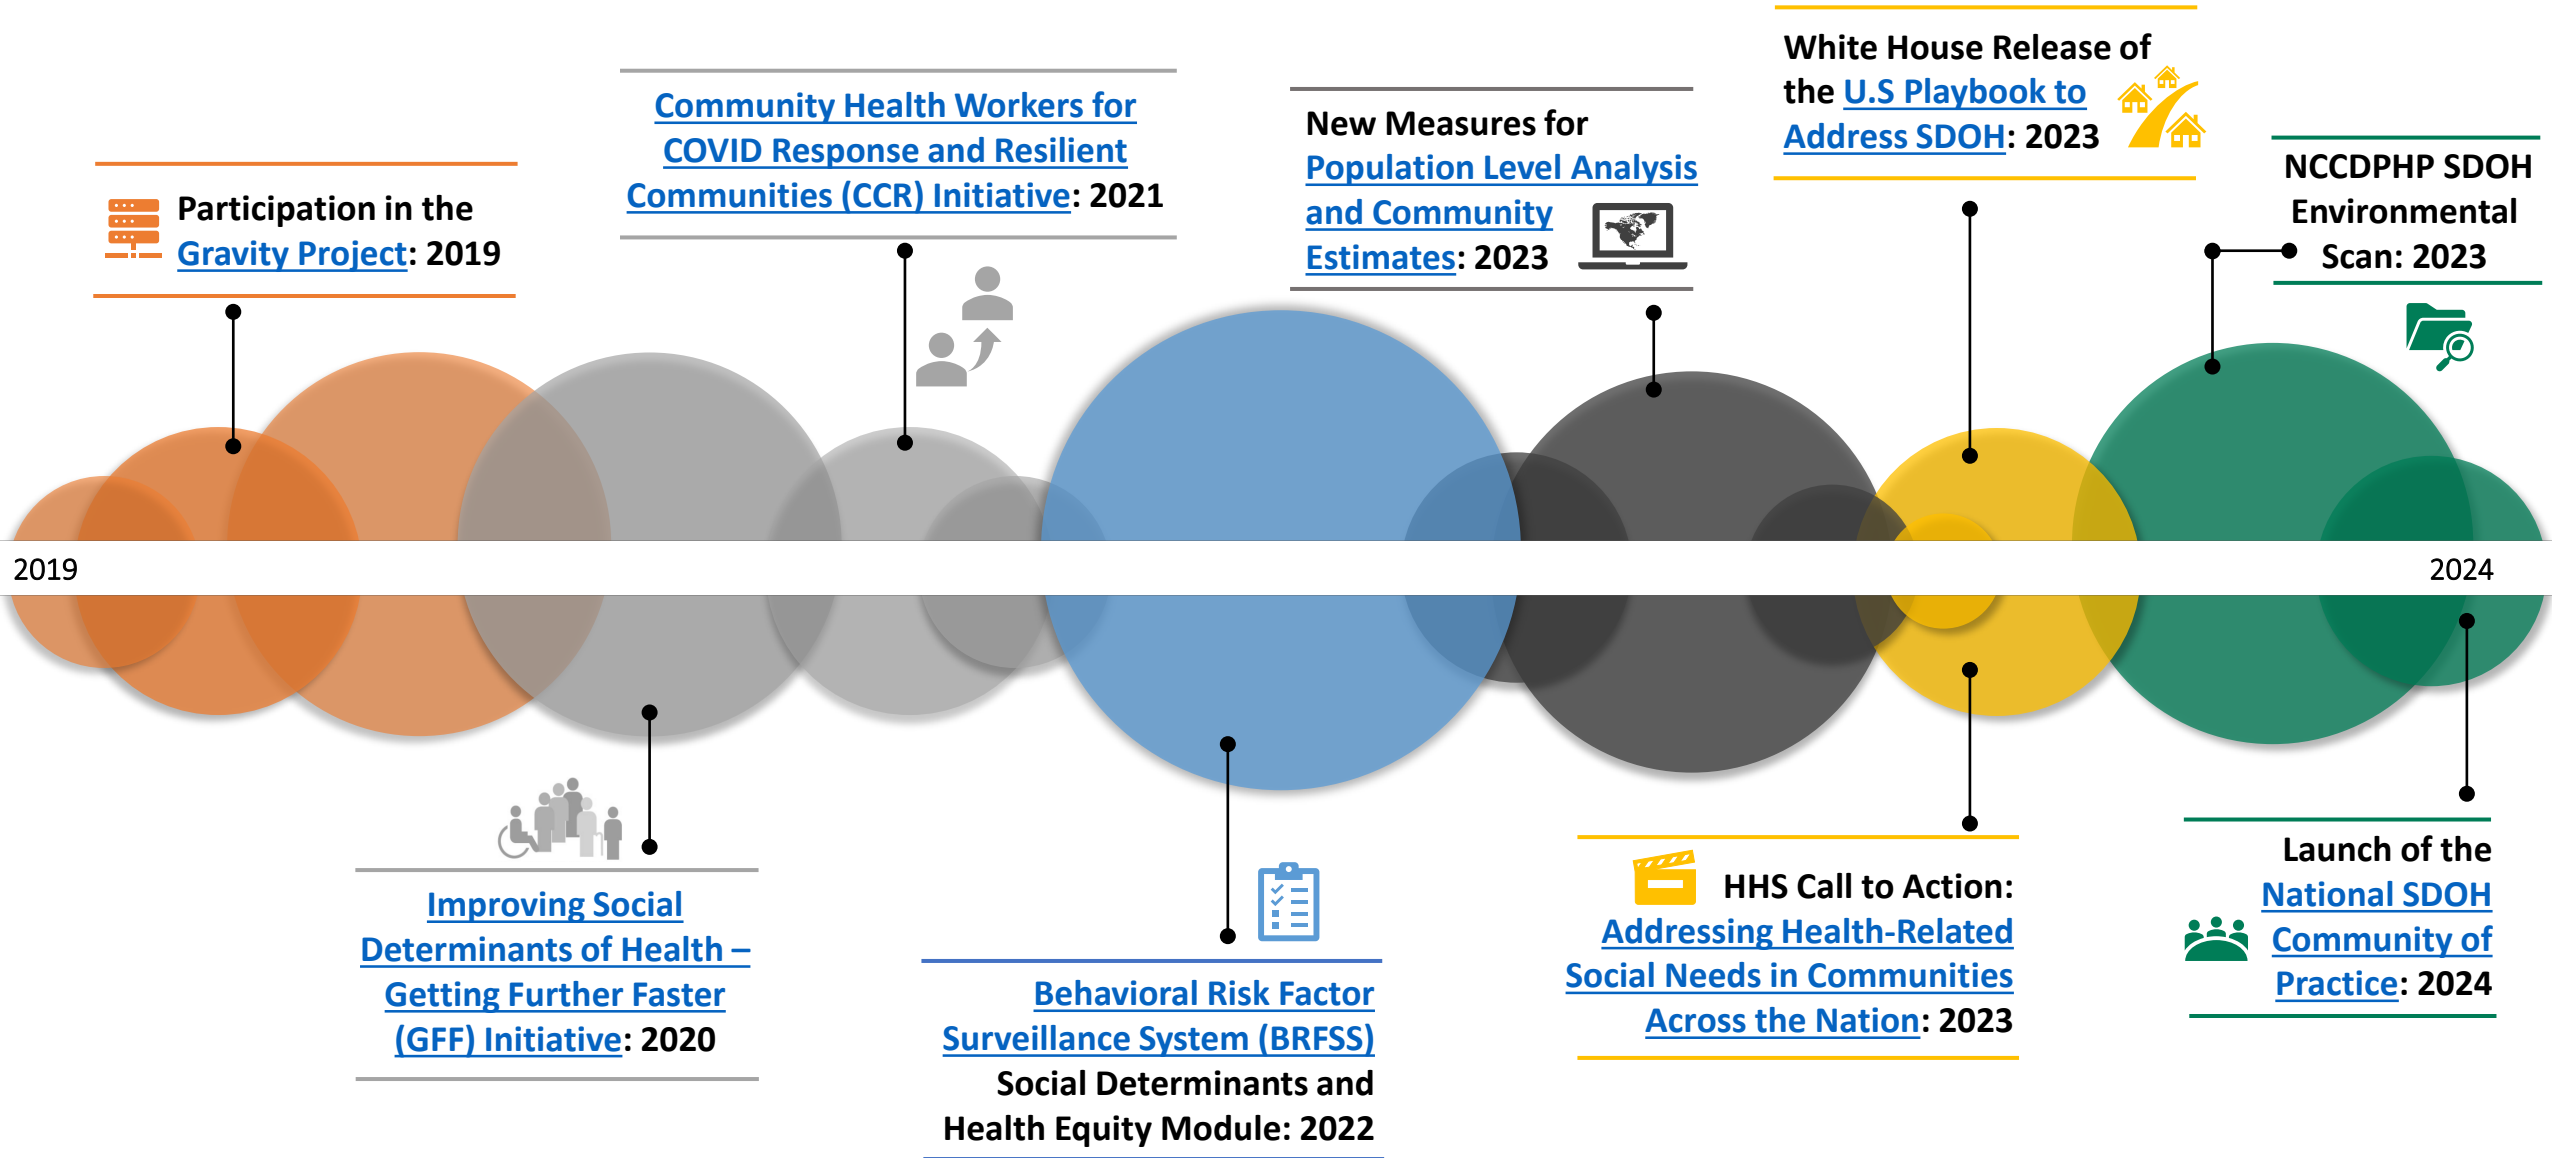 Participation in the
Gravity Project: 2019
Community Health Workers for
COVID Response and Resilient
Communities (CCR) Initiative: 2021
New Measures for
Population Level Analysis
and Community
Estimates: 2023
White House Release of
the U.S Playbook to
Address SDOH: 2023
NCCDPHP SDOH
Environmental
Scan: 2023
2019
2024
Improving Social
Determinants of Health –
Getting Further Faster
(GFF) Initiative: 2020
Behavioral Risk Factor
Surveillance System (BRFSS)
Social Determinants and
Health Equity Module: 2022
HHS Call to Action:
Addressing Health-Related
Social Needs in Communities
Across the Nation: 2023
Launch of the
National SDOH
Community of
Practice: 2024